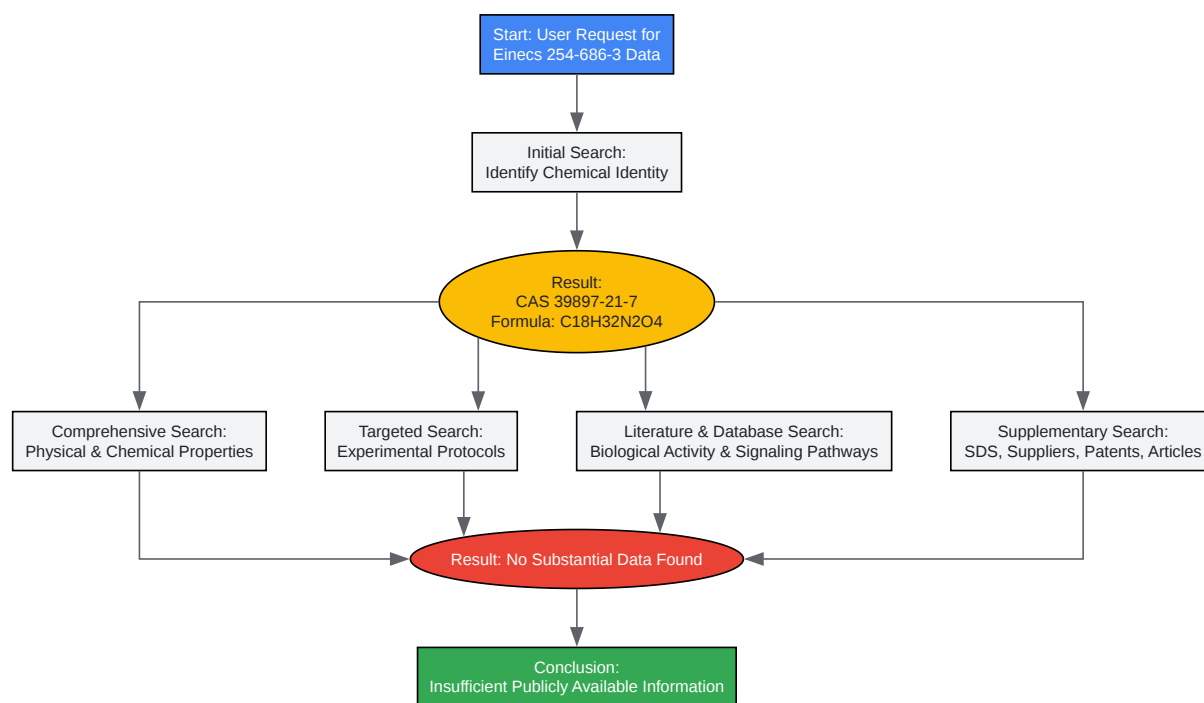 Start: User Request for
Einecs 254-686-3 Data
Initial Search:
Identify Chemical Identity
Result:
CAS 39897-21-7
Formula: C18H32N2O4
Comprehensive Search:
Physical & Chemical Properties
Targeted Search:
Experimental Protocols
Literature & Database Search:
Biological Activity & Signaling Pathways
Supplementary Search:
SDS, Suppliers, Patents, Articles
Result: No Substantial Data Found
Conclusion:
Insufficient Publicly Available Information